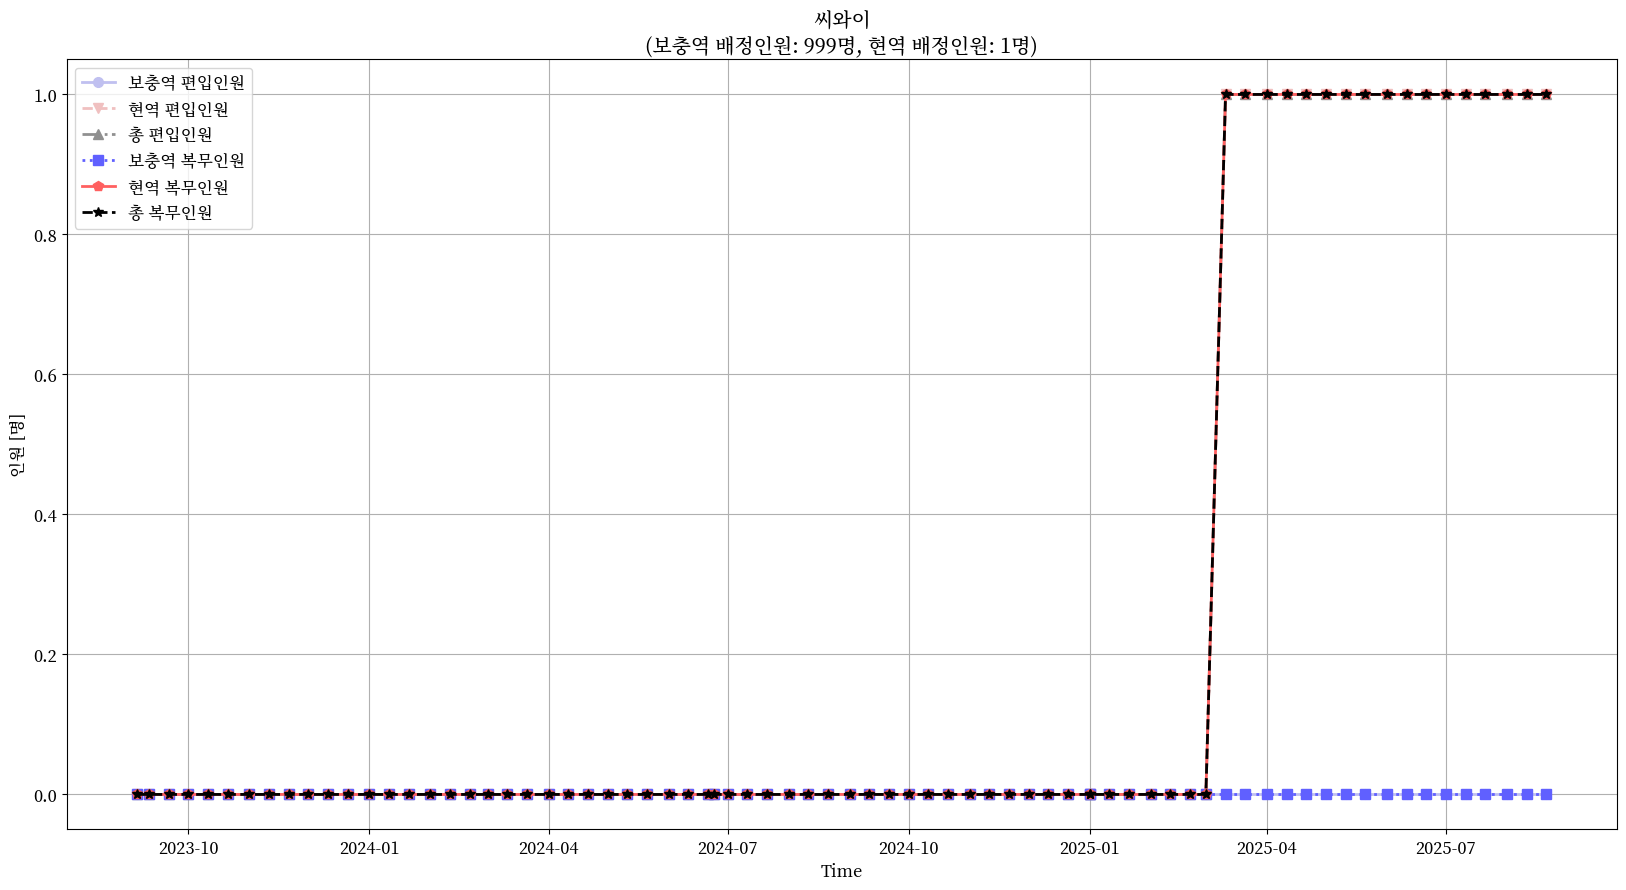 씨와이
(보충역 배정인원: 999명, 현역 배정인원: 1명)
보충역 편입인원
현역 편입인원
총 편입인원
보충역 복무인원
현역 복무인원
총 복무인원
1.0
0.8
0.6
0.4
0.2
0.0
인원 [명]
2023-10
2024-01
2024-04
2024-07
2024-10
2025-01
2025-04
2025-07
Time